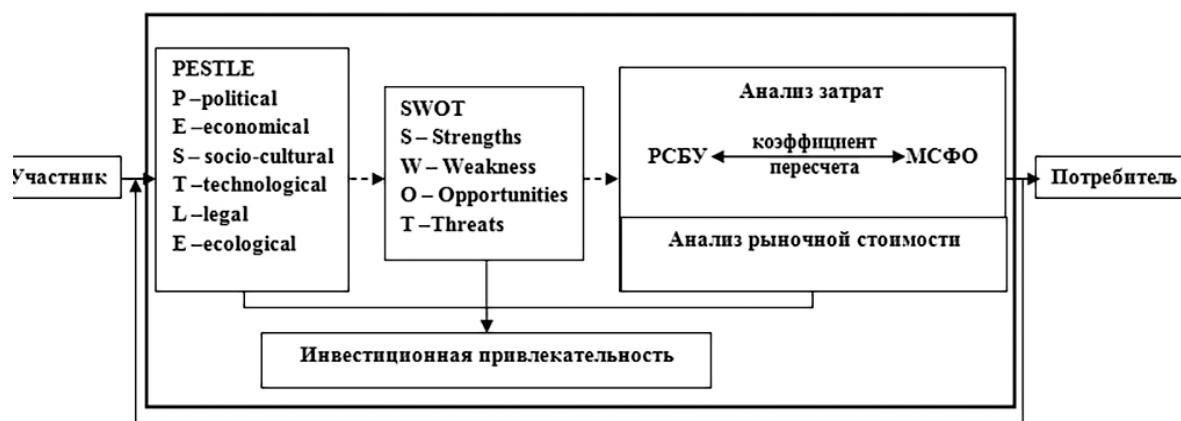 Участник
PESTLE
P –political
E –economical
S – socio-cultural
T –technological
L –legal
E –ecological
SWOT
S – Strengths
W – Weakness
O – Opportunities
T –Threats
Анализ затрат
РСБУ коэффициент пересчета МСФО
Анализ рыночной стоимости
Потребитель
Инвестиционная привлекательность